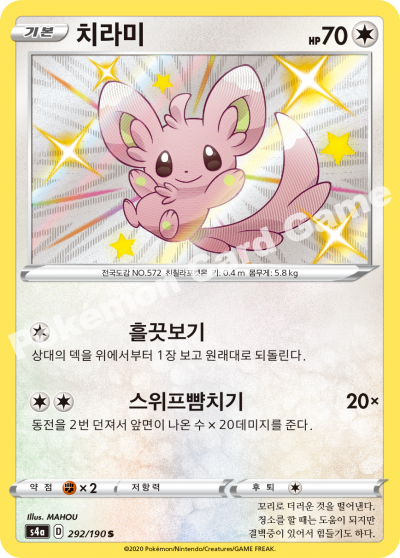 기본 치라미 HP 70
전국도감 NO.572 친칠라포켓몬 키: 0.4 m 몸무게: 5.8 kg
흘끗보기
상대의 덱을 위에서부터 1장 보고 원래대로 되돌린다.
스위프뺨치기 20×
동전을 2번 던져서 앞면이 나온 수 × 20데미지를 준다.
약점 ×2 저항력 후퇴
Illus. MAHOU
꼬리로 더러운 것을 떨어낸다.
청소를 할 때는 도움이 되지만
결벽증이 있어서 힘들기도 하다.
s4a D 292/190 S
©2020 Pokémon/Nintendo/Creatures/GAME FREAK.
Pokémon Card Game